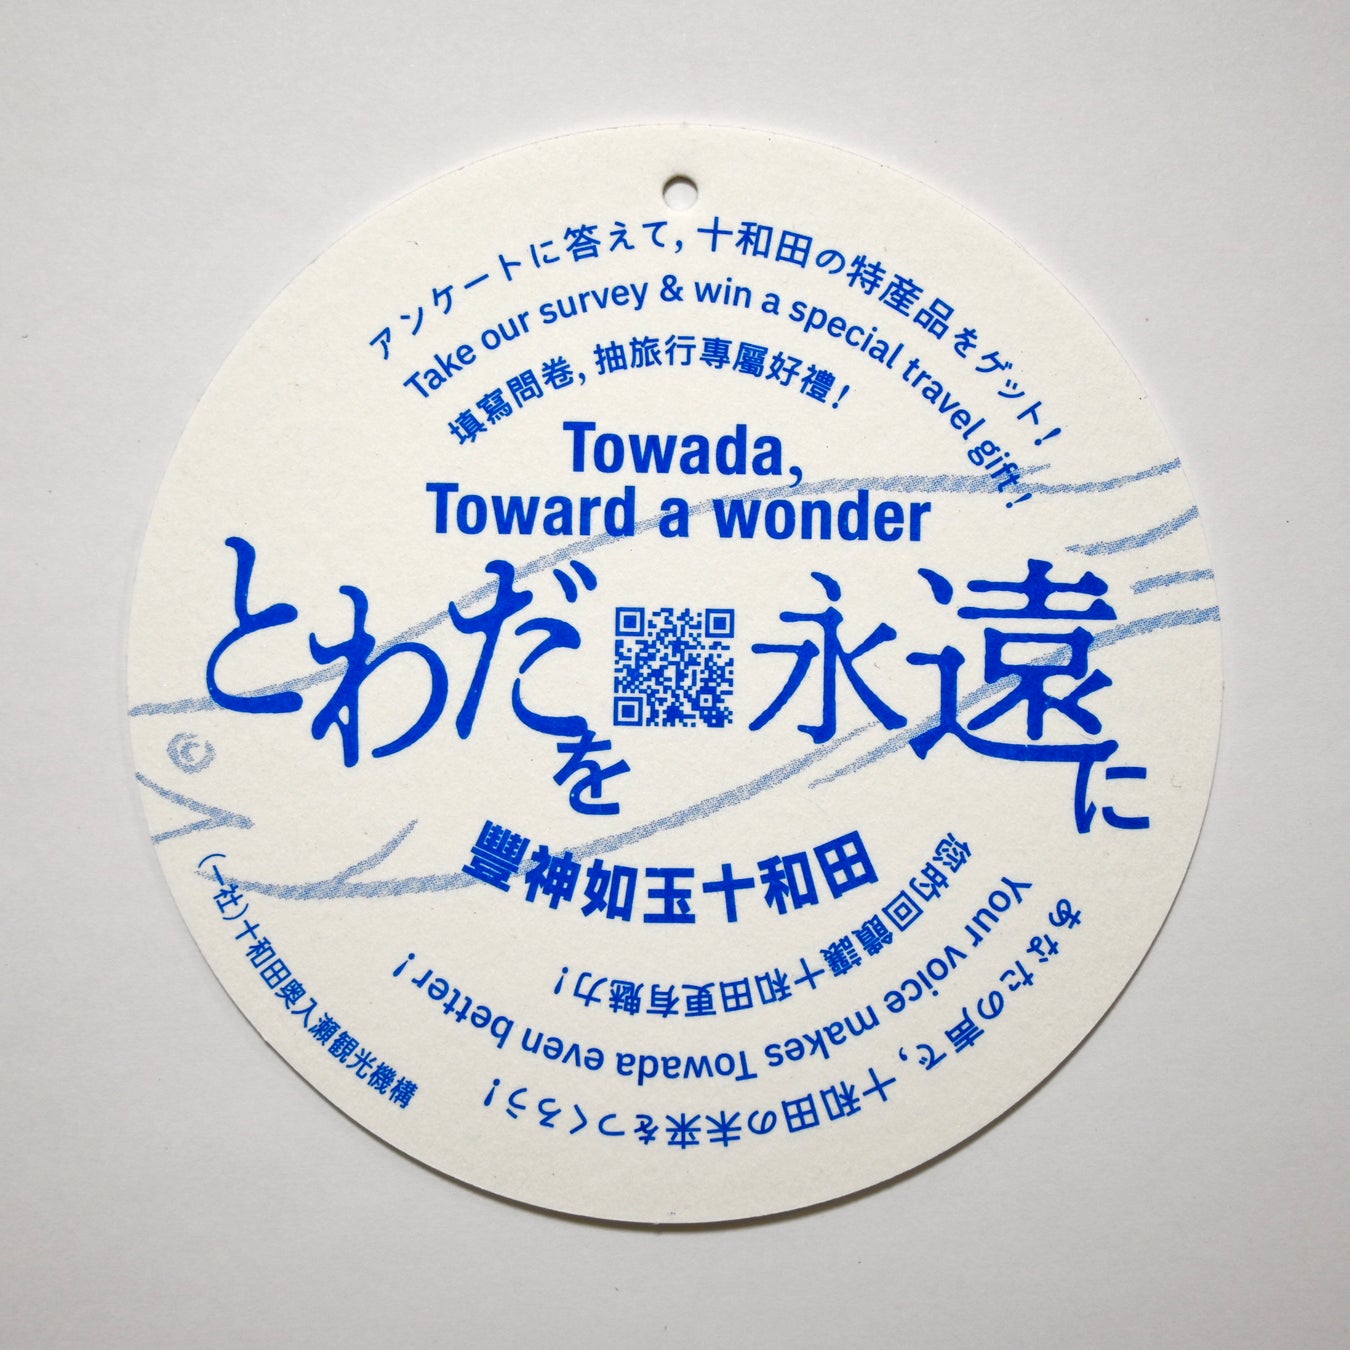 アンケートに答えて, 十和田の特産品をゲット!
Take our survey & win a special travel gift!
填寫問卷, 抽旅行專屬好禮!
Towada,
Toward a wonder
とわだを永遠に
豐神如玉十和田
您的回饋讓十和田更有魅力!
Your voice makes Towada even better!
あなたの声で, 十和田の未来をつくろう!
(一社)十和田奥入瀬観光機構
©